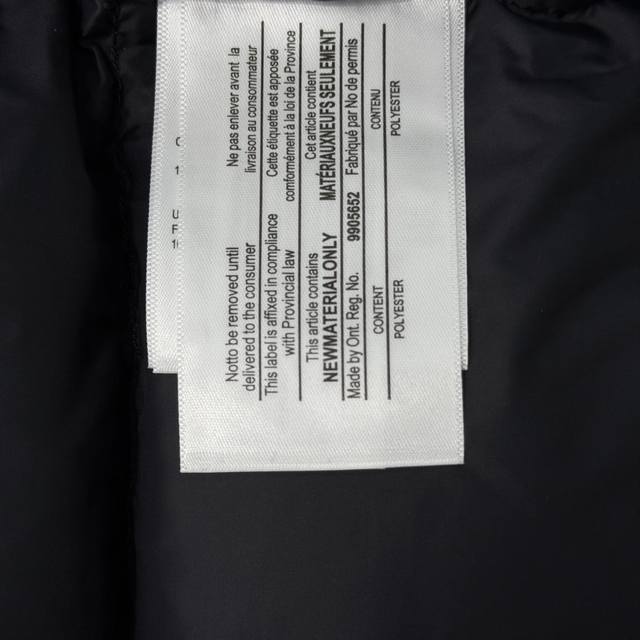 Notto be removed until
delivered to the consumer
Ne pas enlever avant la
livraison au consommateur
This label is affixed in compliance
with Provincial law
Cette étiquette est apposée
conformément à la loi de la Province
This article contains
NEWMATERIALONLY
Cet article contient
MATÉRIAUXNEUFS SEULEMENT
Made by Ont. Reg. No. 9905652 Fabriqué par No de permis
CONTENT CONTENU
POLYESTER POLYESTER